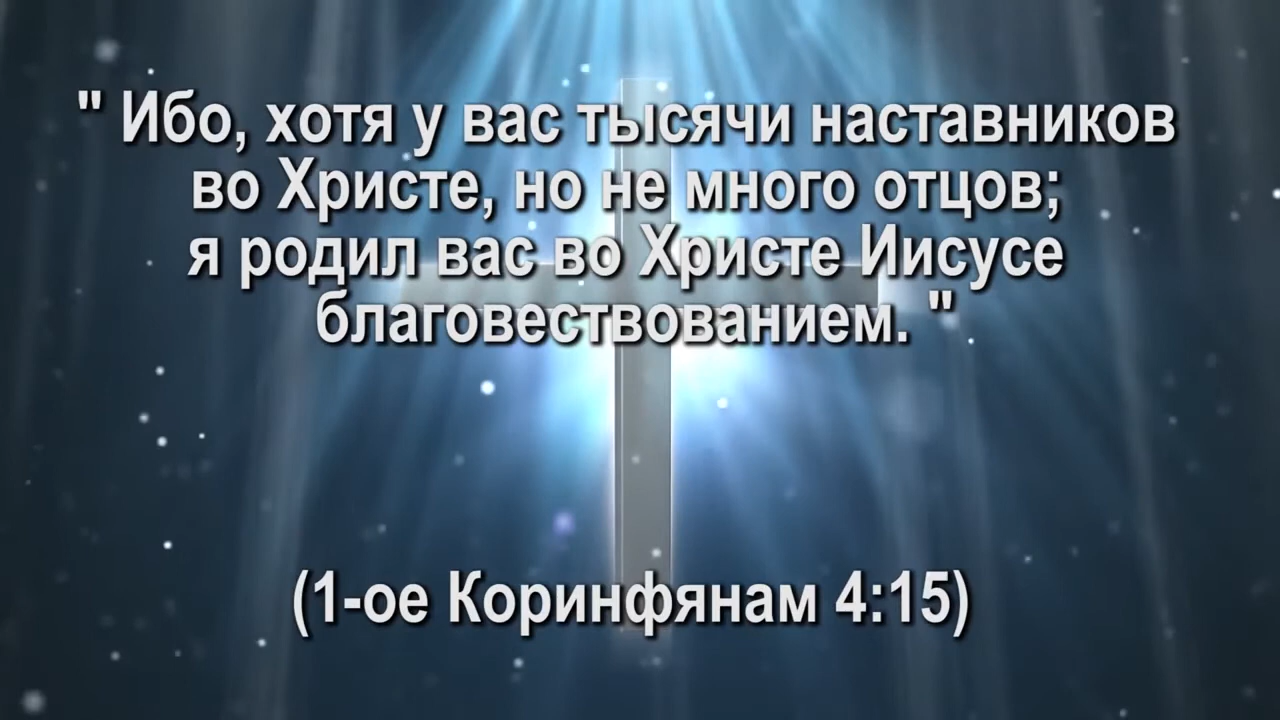 " Ибо, хотя у вас тысячи наставников
во Христе, но не много отцов;
я родил вас во Христе Иисусе
благовествованием. "
(1-ое Коринфянам 4:15)